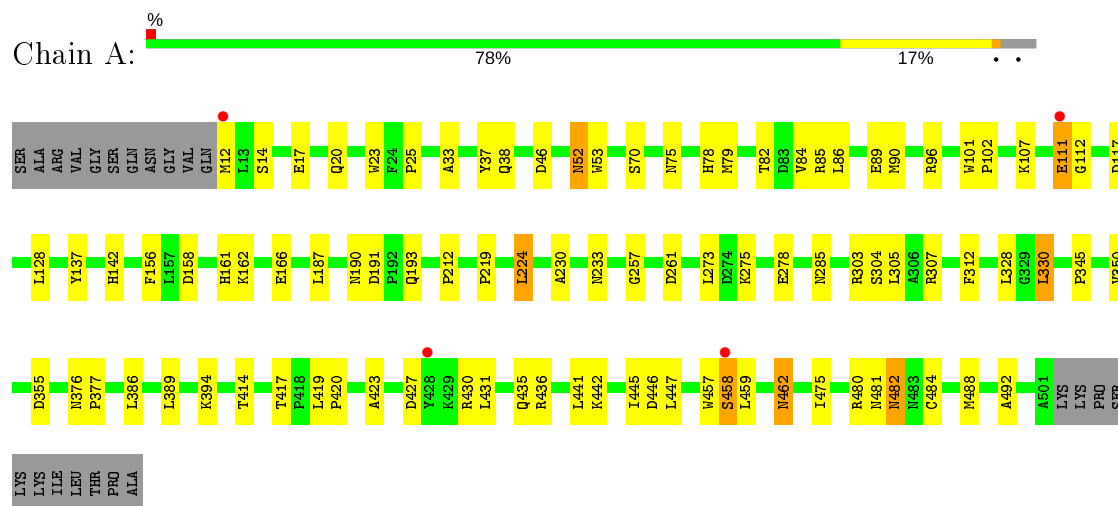 %
Chain A:
78% 17% • •
SER ALA ARG VAL GLY SER GLN ASN GLY VAL GLN M12 L13 S14 E17 Q20 W23 F24 P25 A33 Y37 Q38 D46 N52 W53 S70 N75 H78 M79 T82 D83 V84 R85 L86 E89 M90 R96 W101 P102 K107 E111 G112 D117
L128 Y137 H142 F156 L157 D158 H161 K162 E166 L187 N190 D191 P192 Q193 P212 P219 L224 A230 N233 G257 D261 L273 D274 K275 E278 N285 R303 S304 L305 A306 R307 F312 L328 G329 L330 P345 V350
D355 N376 P377 L386 L389 K394 T414 T417 P418 L419 P420 A423 D427 Y428 K429 R430 L431 Q435 R436 L441 K442 I445 D446 L447 W457 S458 L459 N462 I475 R480 N481 N482 N483 C484 M488 A492 A501 LYS LYS PRO SER
LYS LYS ILE LEU THR PRO ALA